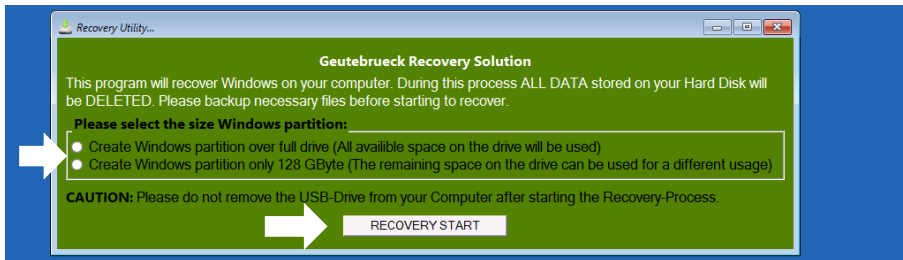 Recovery Utility...
Geutebrueck Recovery Solution
This program will recover Windows on your computer. During this process ALL DATA stored on your Hard Disk will
be DELETED. Please backup necessary files before starting to recover.
Please select the size Windows partition:
Create Windows partition over full drive (All availible space on the drive will be used)
Create Windows partition only 128 GByte (The remaining space on the drive can be used for a different usage)
CAUTION: Please do not remove the USB-Drive from your Computer after starting the Recovery-Process.
RECOVERY START